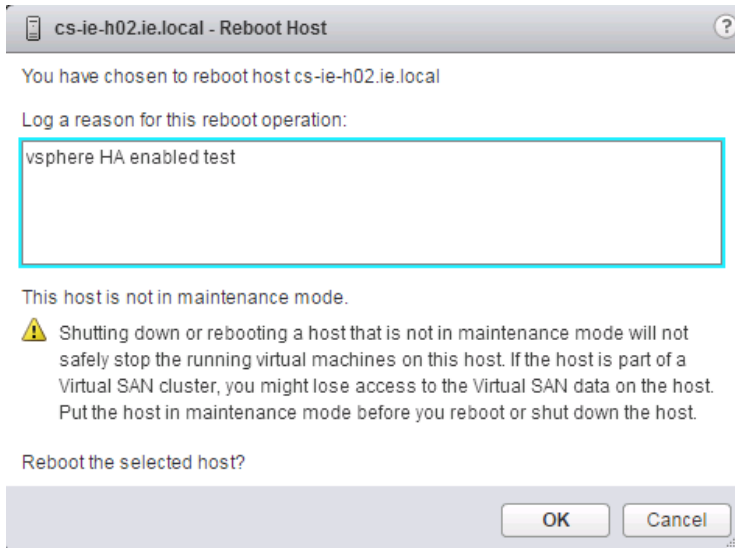 cs-ie-h02.ie.local - Reboot Host
?
You have chosen to reboot host cs-ie-h02.ie.local
Log a reason for this reboot operation:
vsphere HA enabled test
This host is not in maintenance mode.
Shutting down or rebooting a host that is not in maintenance mode will not
safely stop the running virtual machines on this host. If the host is part of a
Virtual SAN cluster, you might lose access to the Virtual SAN data on the host.
Put the host in maintenance mode before you reboot or shut down the host.
Reboot the selected host?
OK Cancel